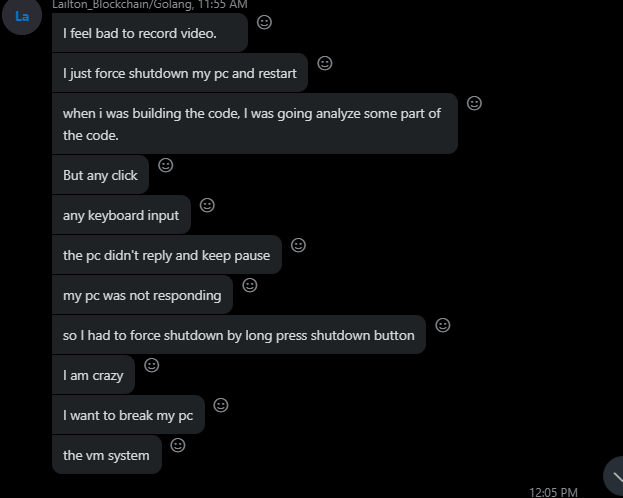 La
Lailton_Blockchain/Golang, 11:55 AM
I feel bad to record video.
I just force shutdown my pc and restart
when i was building the code, I was going analyze some part of
the code.
But any click
any keyboard input
the pc didn't reply and keep pause
my pc was not responding
so I had to force shutdown by long press shutdown button
I am crazy
I want to break my pc
the vm system
12:05 PM